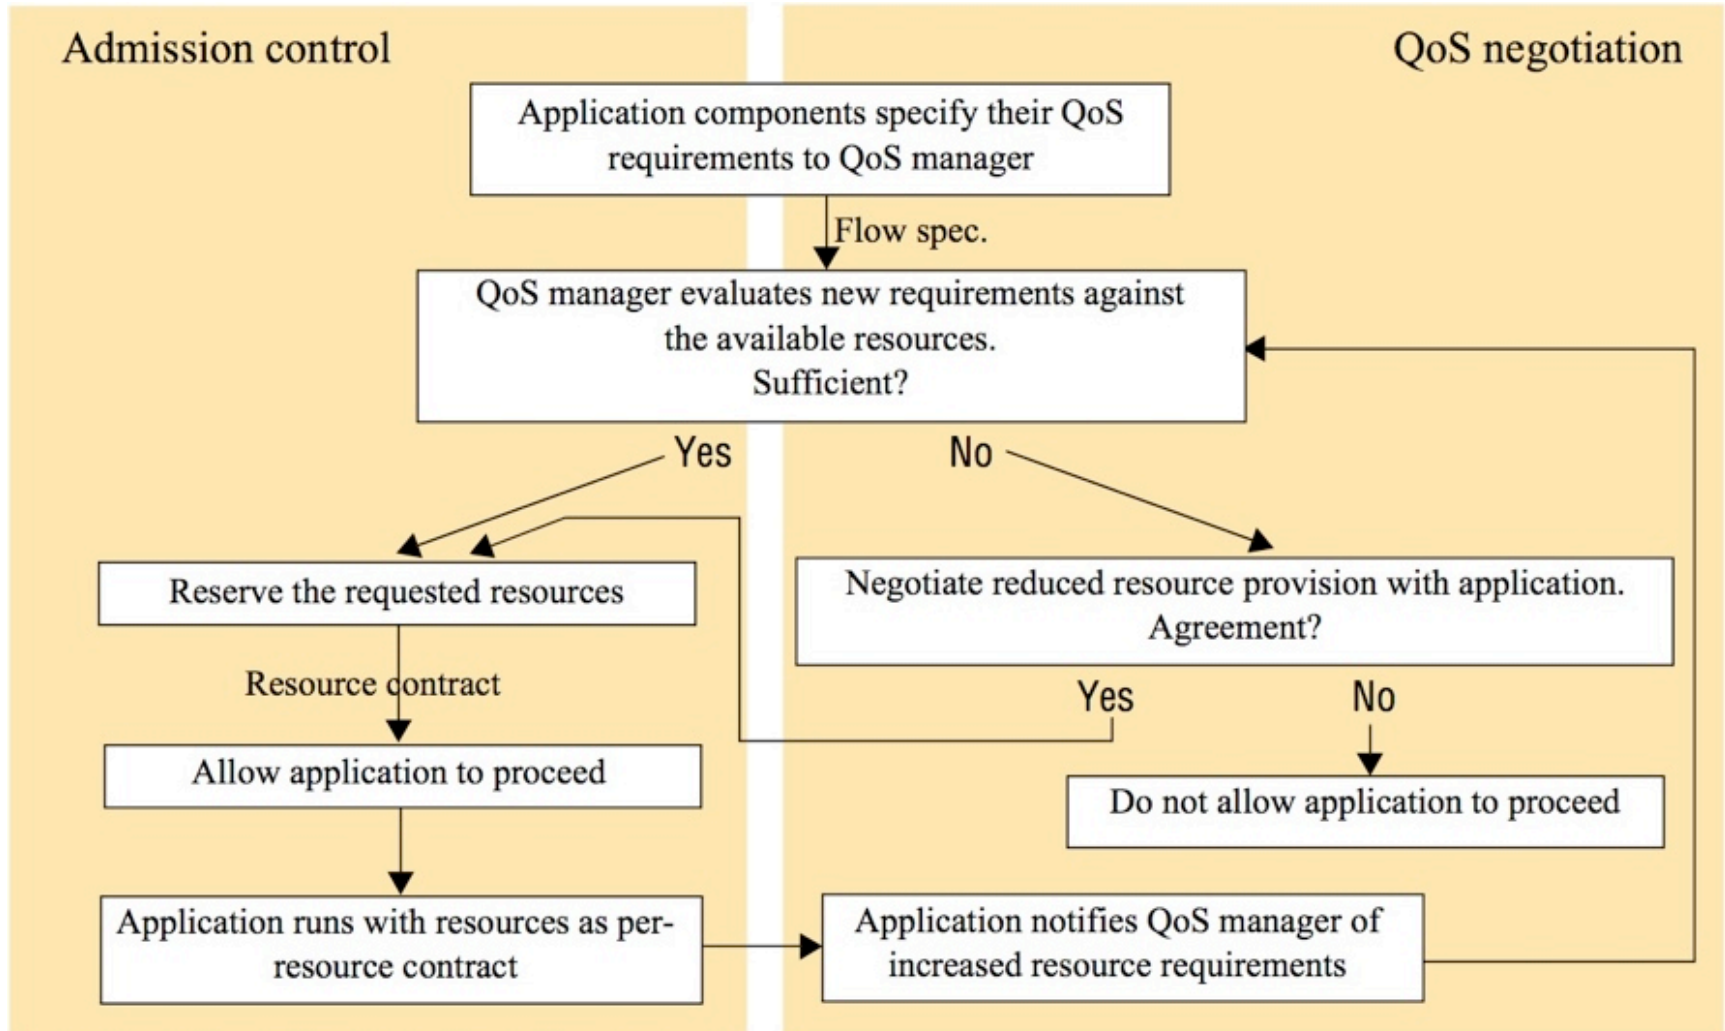 Admission control
QoS negotiation
Application components specify their QoS
requirements to QoS manager
Flow spec.
QoS manager evaluates new requirements against
the available resources.
Sufficient?
Yes
No
Reserve the requested resources
Negotiate reduced resource provision with application.
Agreement?
Resource contract
Yes
No
Allow application to proceed
Do not allow application to proceed
Application runs with resources as per-
resource contract
Application notifies QoS manager of
increased resource requirements